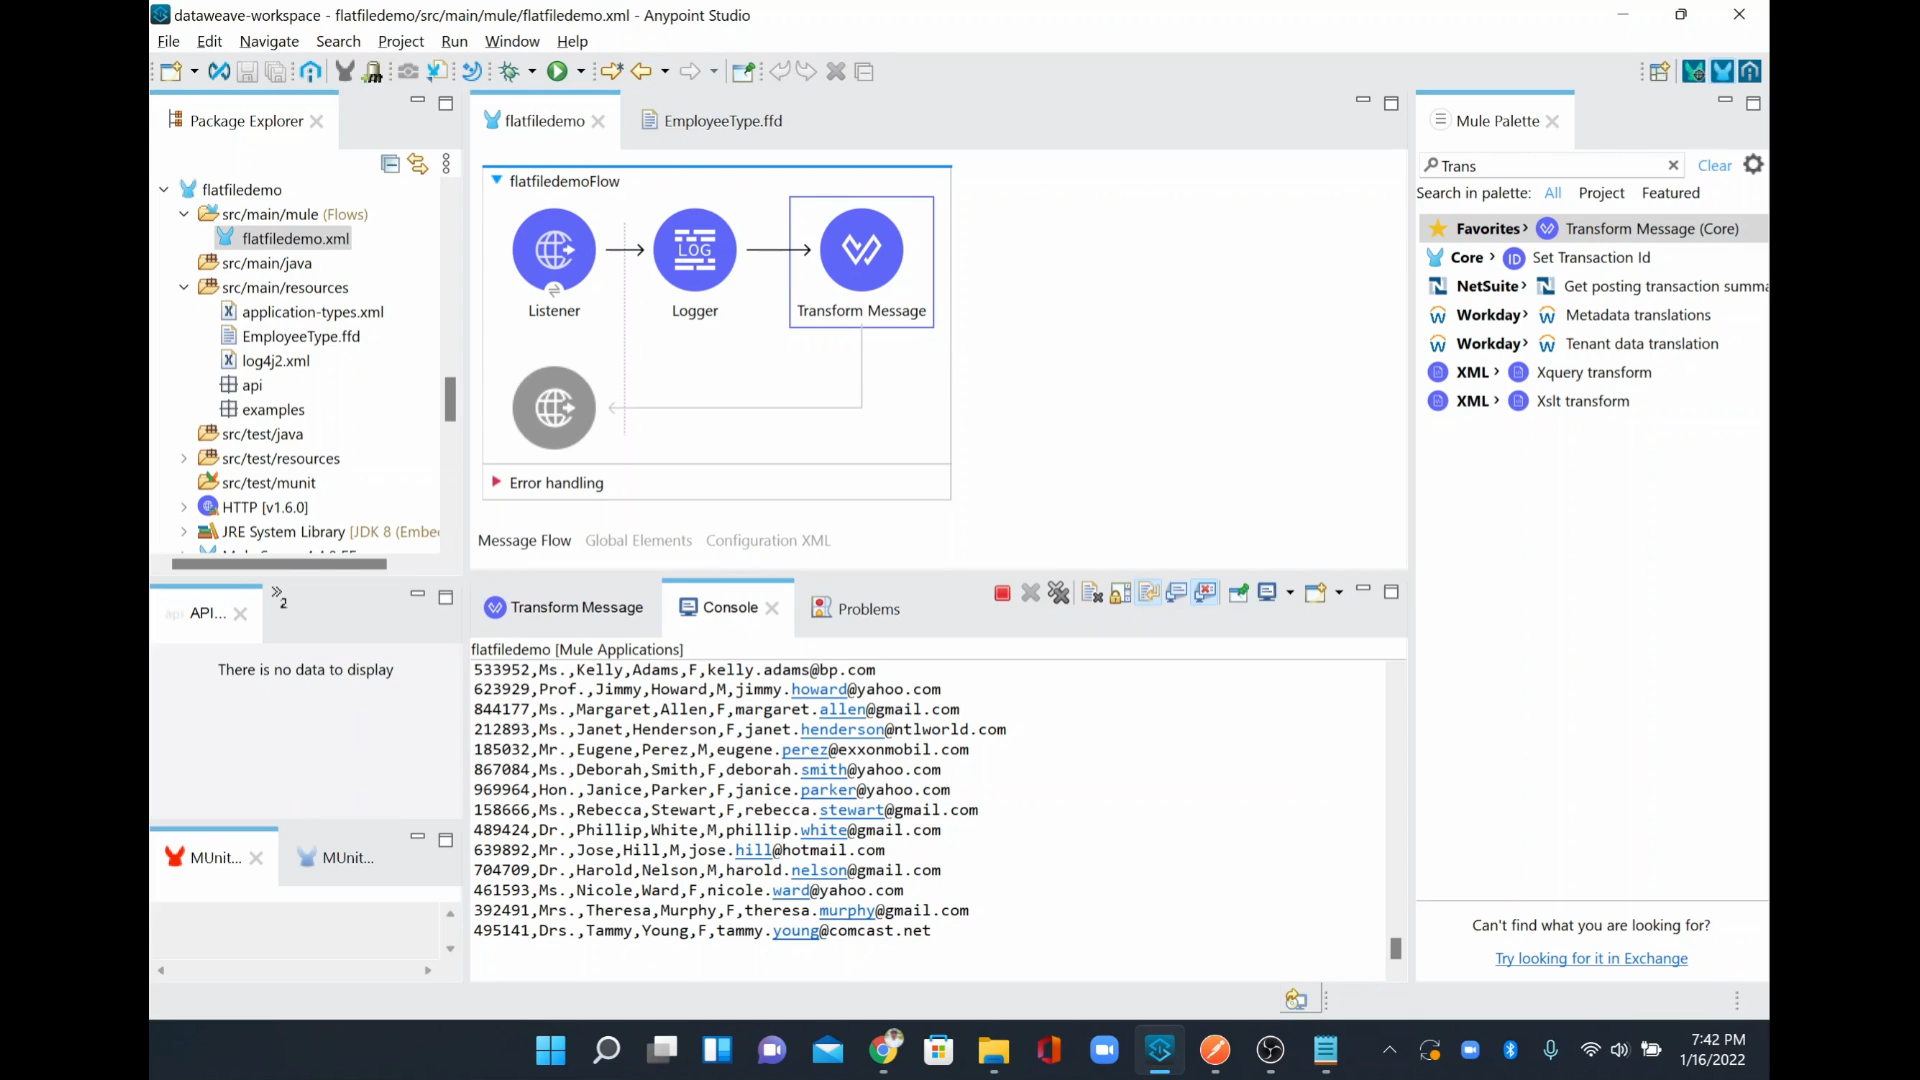 dataweave-workspace - flatfiledemo/src/main/mule/flatfiledemo.xml - Anypoint Studio
File Edit Navigate Search Project Run Window Help
Package Explorer
flatfiledemo
src/main/mule (Flows)
flatfiledemo.xml
src/main/java
src/main/resources
application-types.xml
EmployeeType.ffd
log4j2.xml
api
examples
src/test/java
src/test/resources
src/test/munit
HTTP [v1.6.0]
JRE System Library [JDK 8 (Embe
API...
2
There is no data to display
MUnit...
MUnit...
flatfiledemo
EmployeeType.ffd
flatfiledemoFlow
LOG
Listener
Logger
Transform Message
Error handling
Message Flow Global Elements Configuration XML
Transform Message
Console
Problems
flatfiledemo [Mule Applications]
533952,Ms.,Kelly,Adams,F,kelly.adams@bp.com
623929,Prof.,Jimmy,Howard,M,jimmy.howard@yahoo.com
844177,Ms.,Margaret,Allen,F,margaret.allen@gmail.com
212893,Ms.,Janet,Henderson,F,janet.henderson@ntlworld.com
185032,Mr.,Eugene,Perez,M,eugene.perez@exxonmobil.com
867084,Ms.,Deborah,Smith,F,deborah.smith@yahoo.com
969964,Hon.,Janice,Parker,F,janice.parker@yahoo.com
158666,Ms.,Rebecca,Stewart,F,rebecca.stewart@gmail.com
489424,Dr.,Phillip,White,M,phillip.white@gmail.com
639892,Mr.,Jose,Hill,M,jose.hill@hotmail.com
704709,Dr.,Harold,Nelson,M,harold.nelson@gmail.com
461593,Ms.,Nicole,Ward,F,nicole.ward@yahoo.com
392491,Mrs.,Theresa,Murphy,F,theresa.murphy@gmail.com
495141,Drs.,Tammy,Young,F,tammy.young@comcast.net
Mule Palette
Trans
Clear
Search in palette: All Project Featured
Favorites > Transform Message (Core)
Core > ID Set Transaction Id
NetSuite > Get posting transaction summa
Workday > Metadata translations
Workday > Tenant data translation
XML > Xquery transform
XML > Xslt transform
Can't find what you are looking for?
Try looking for it in Exchange
7:42 PM
1/16/2022